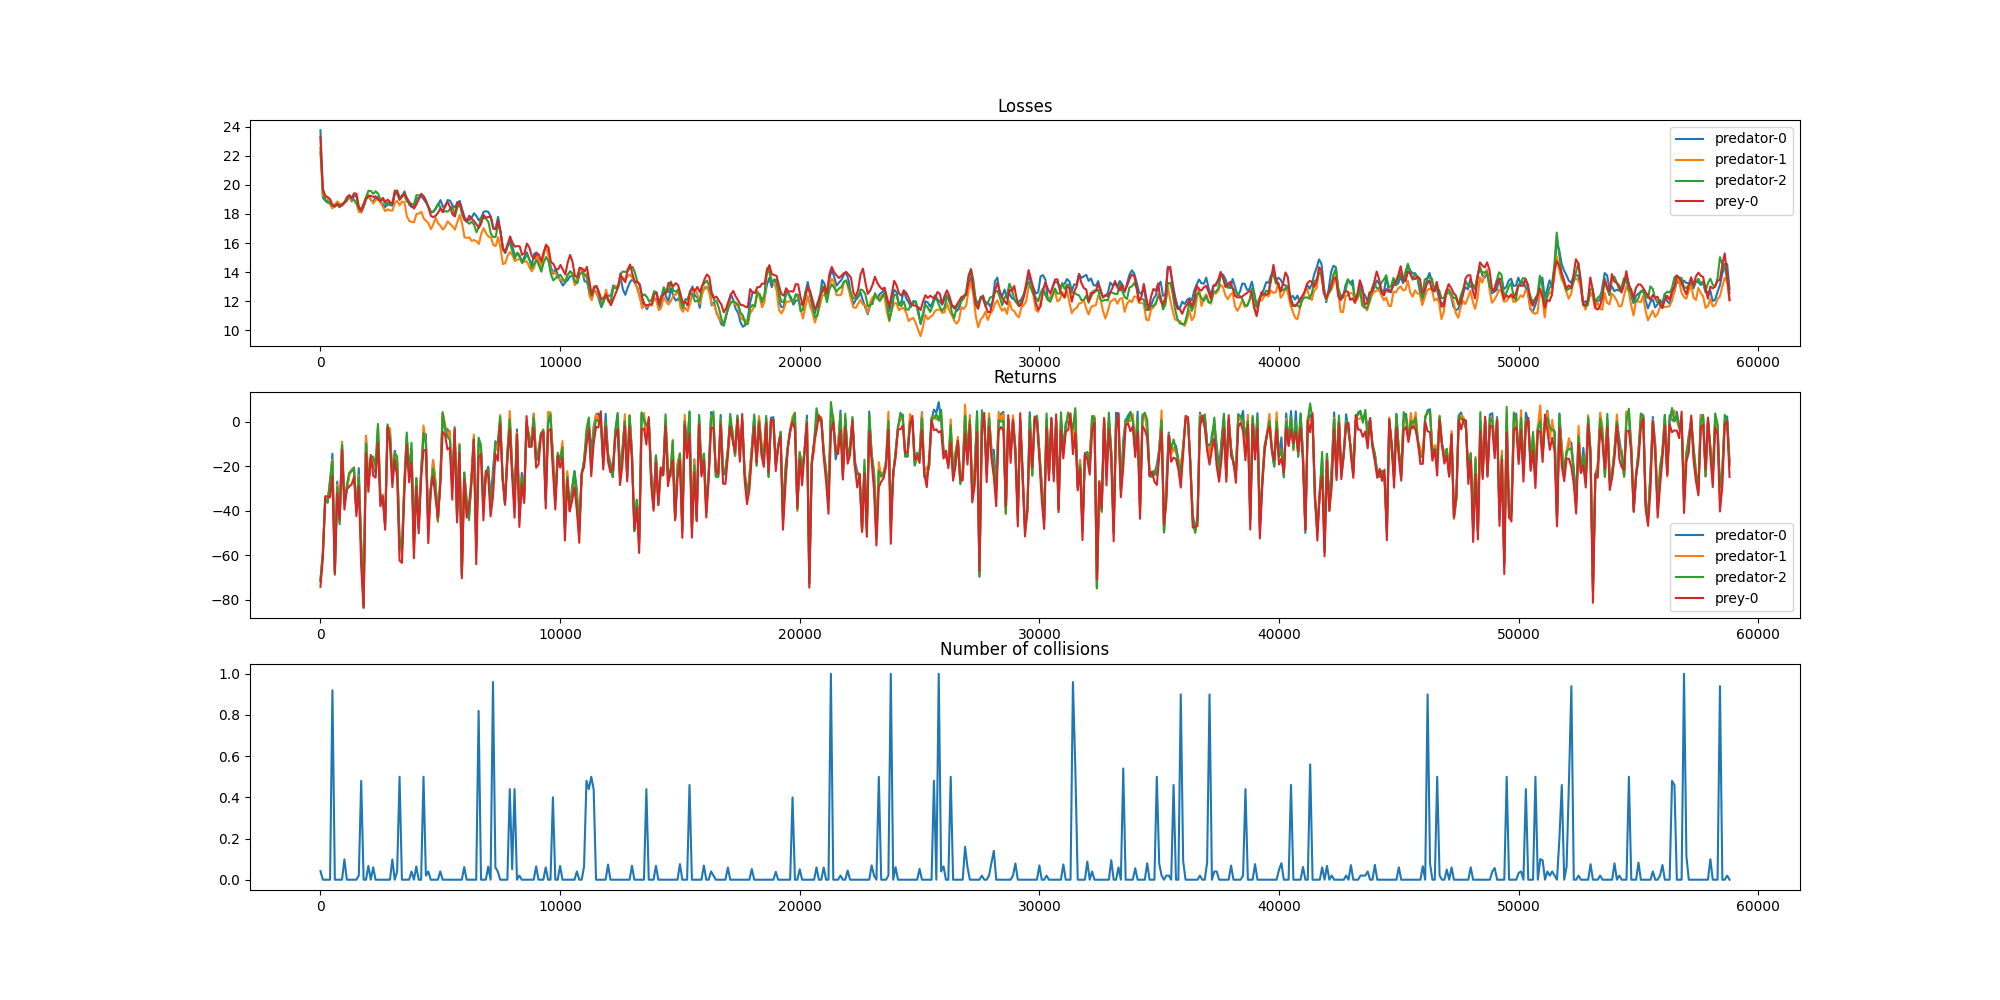 Losses
24
22
20
18
16
14
12
10
predator-0
predator-1
predator-2
prey-0
0 10000 20000 30000 40000 50000 60000
Returns
0
−20
−40
−60
−80
predator-0
predator-1
predator-2
prey-0
0 10000 20000 30000 40000 50000 60000
Number of collisions
1.0
0.8
0.6
0.4
0.2
0.0
0 10000 20000 30000 40000 50000 60000